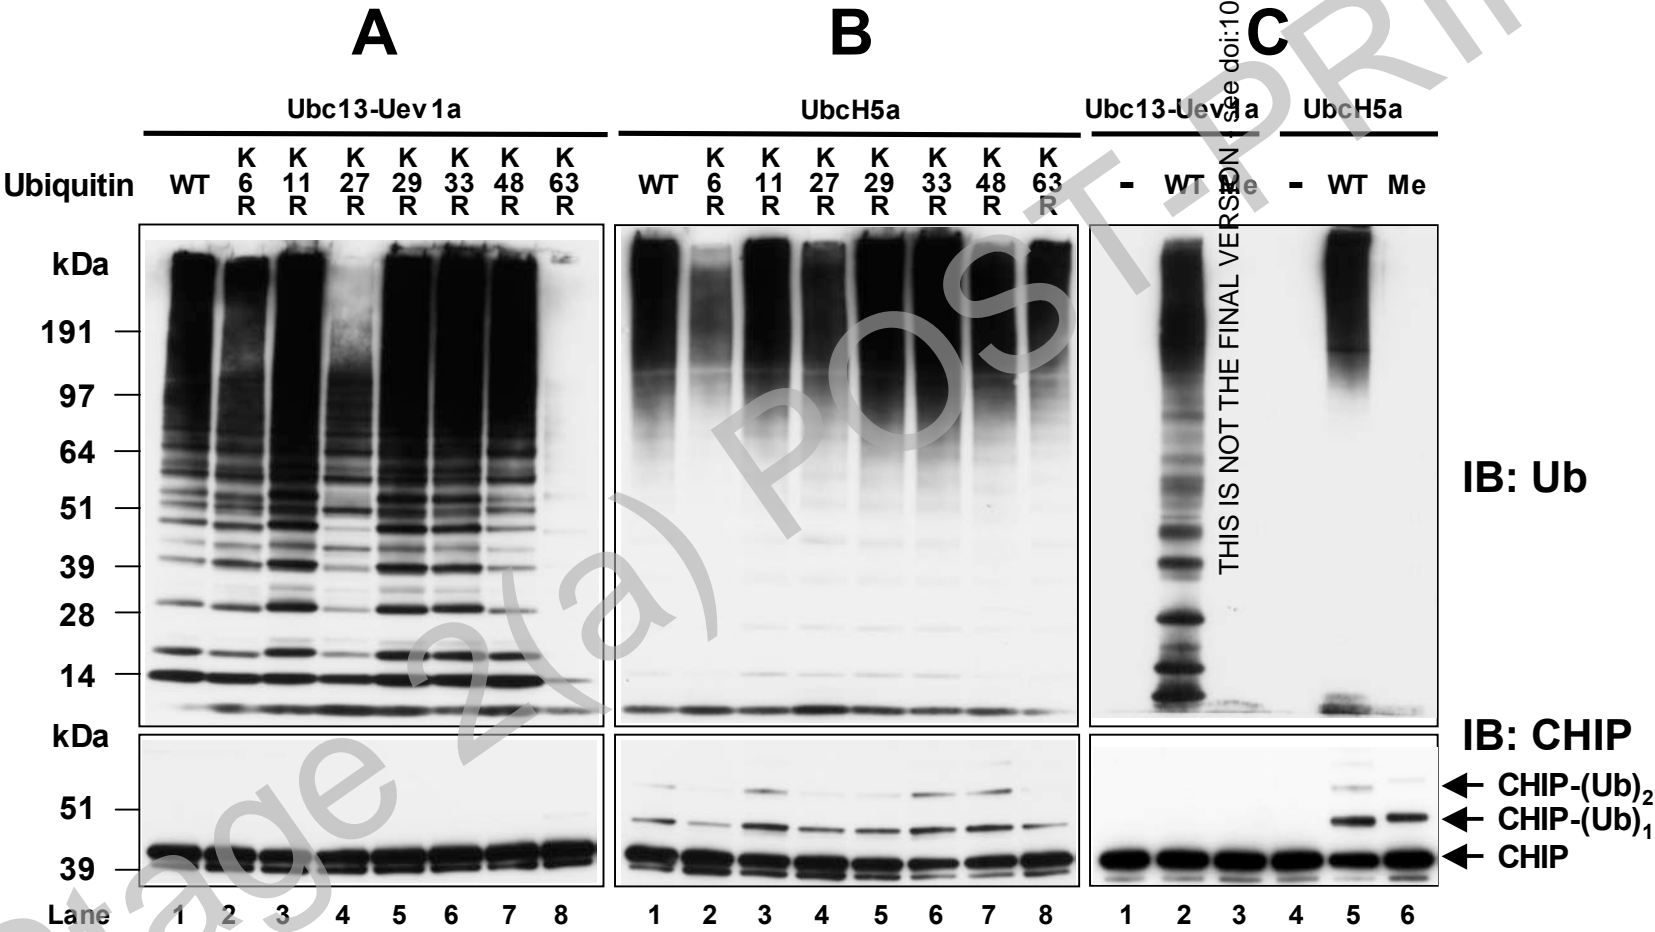 A B C
Ubc13-Uev1a UbcH5a Ubc13-Uev1a UbcH5a
K K K K K K K K K K K K K K
Ubiquitin WT 6 11 27 29 33 48 63 WT 6 11 27 29 33 48 63 - WT Me - WT Me
R R R R R R R R R R R R R R
kDa
191
97
64
51
39
28
14
IB: Ub
kDa
51
39
IB: CHIP
CHIP-(Ub)2
CHIP-(Ub)1
CHIP
Lane 1 2 3 4 5 6 7 8 1 2 3 4 5 6 7 8 1 2 3 4 5 6
THIS IS NOT THE FINAL VERSION - see doi:10
tage 2(a) POST-PRIN